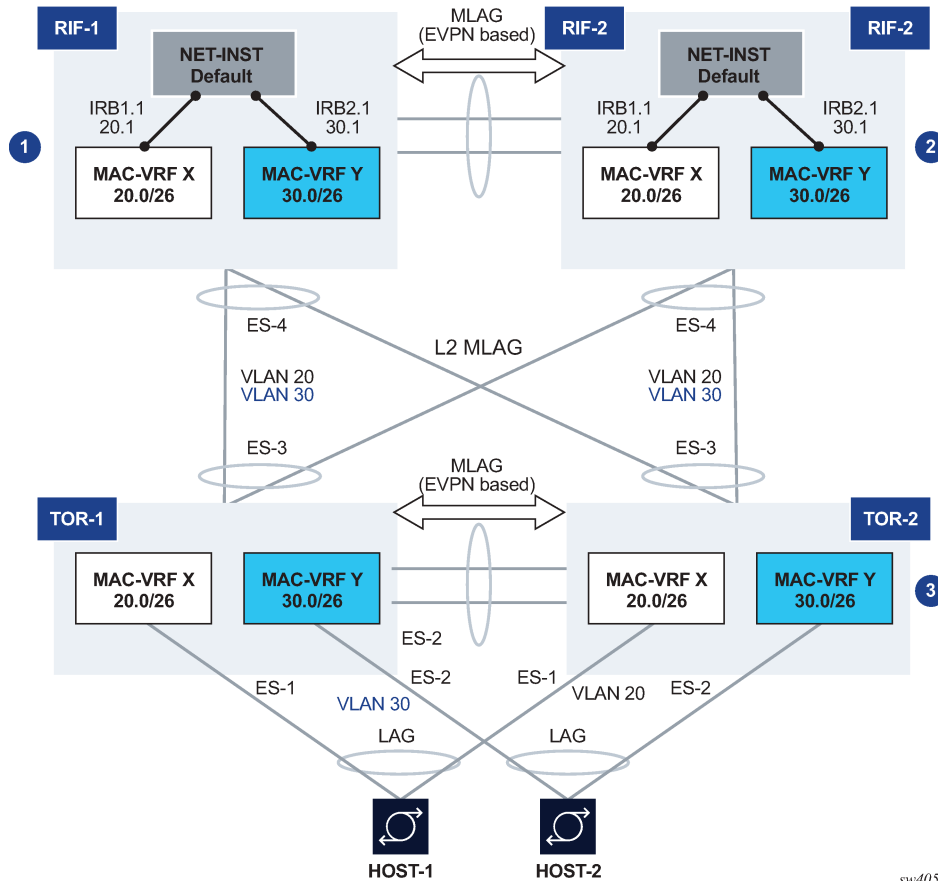 RIF-1
MLAG
(EVPN based)
RIF-2
RIF-2
NET-INST
Default
NET-INST
Default
IRB1.1
20.1
IRB2.1
30.1
IRB1.1
20.1
IRB2.1
30.1
1
MAC-VRF X
20.0/26
MAC-VRF Y
30.0/26
MAC-VRF X
20.0/26
MAC-VRF Y
30.0/26
2
ES-4
ES-4
L2 MLAG
VLAN 20
VLAN 30
VLAN 20
VLAN 30
ES-3
ES-3
MLAG
(EVPN based)
TOR-1
TOR-2
MAC-VRF X
20.0/26
MAC-VRF Y
30.0/26
MAC-VRF X
20.0/26
MAC-VRF Y
30.0/26
3
ES-2
ES-1
ES-2
ES-1
ES-2
VLAN 30
VLAN 20
LAG
LAG
HOST-1
HOST-2
sw405